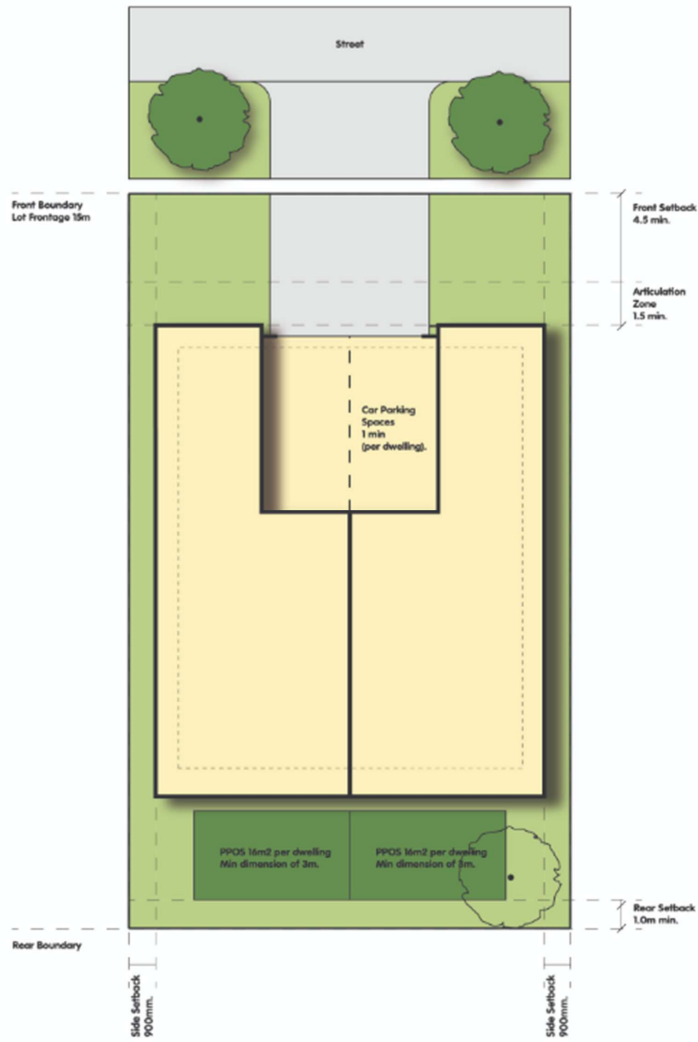 Street
Front Boundary
Lot Frontage 15m
Front Setback
4.5 min.
Articulation
Zone
1.5 min.
Car Parking
Spaces
1 min
(per dwelling).
PPOS 16m2 per dwelling
Min dimension of 3m.
PPOS 16m2 per dwelling
Min dimension of 3m.
Rear Setback
1.0m min.
Rear Boundary
Side Setback
900mm.
Side Setback
900mm.